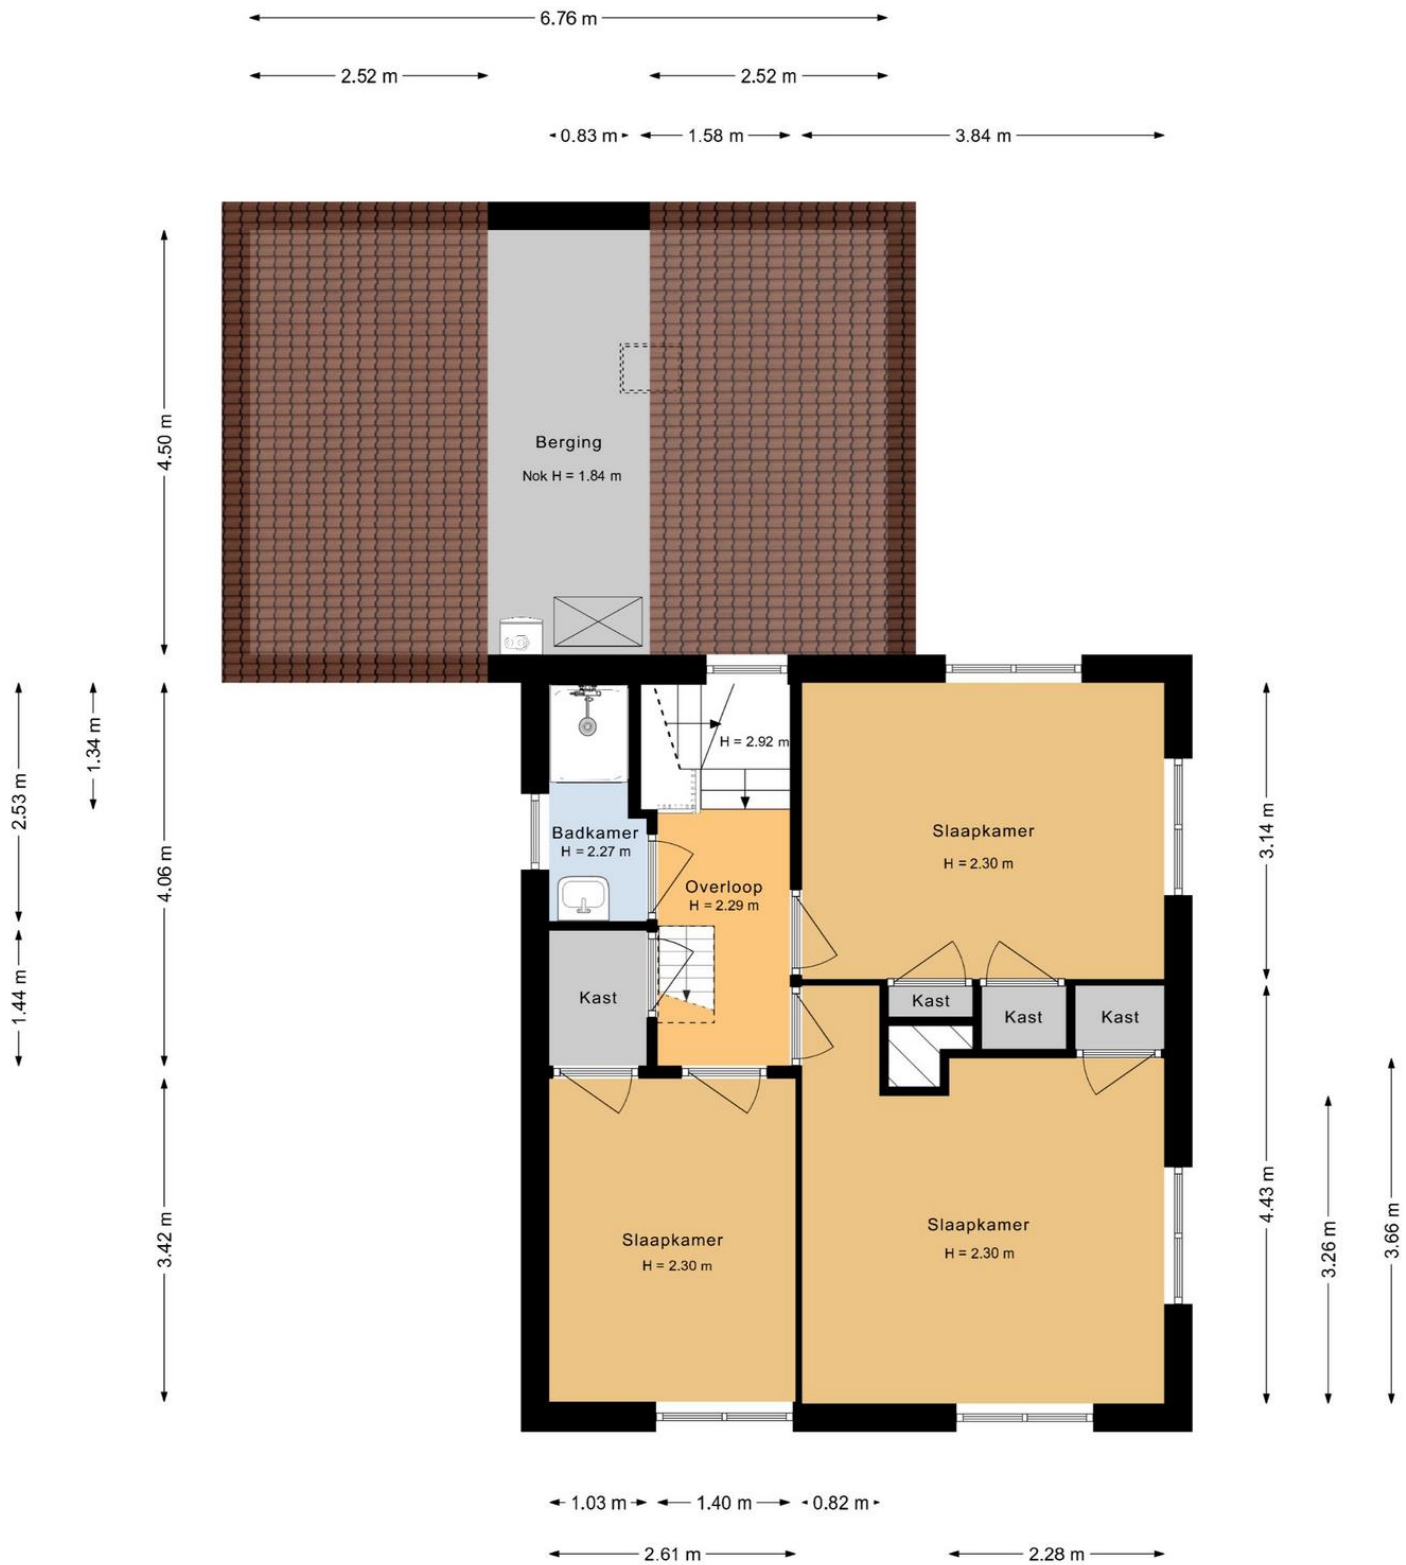 6.76 m
2.52 m
2.52 m
0.83 m
1.58 m
3.84 m
4.50 m
Berging
Nok H = 1.84 m
1.34 m
2.53 m
4.06 m
1.44 m
3.42 m
H = 2.92 m
Badkamer
H = 2.27 m
Overloop
H = 2.29 m
Slaapkamer
H = 2.30 m
3.14 m
Kast
Kast
Kast
Kast
Slaapkamer
H = 2.30 m
Slaapkamer
H = 2.30 m
4.43 m
3.26 m
3.66 m
1.03 m
1.40 m
0.82 m
2.61 m
2.28 m